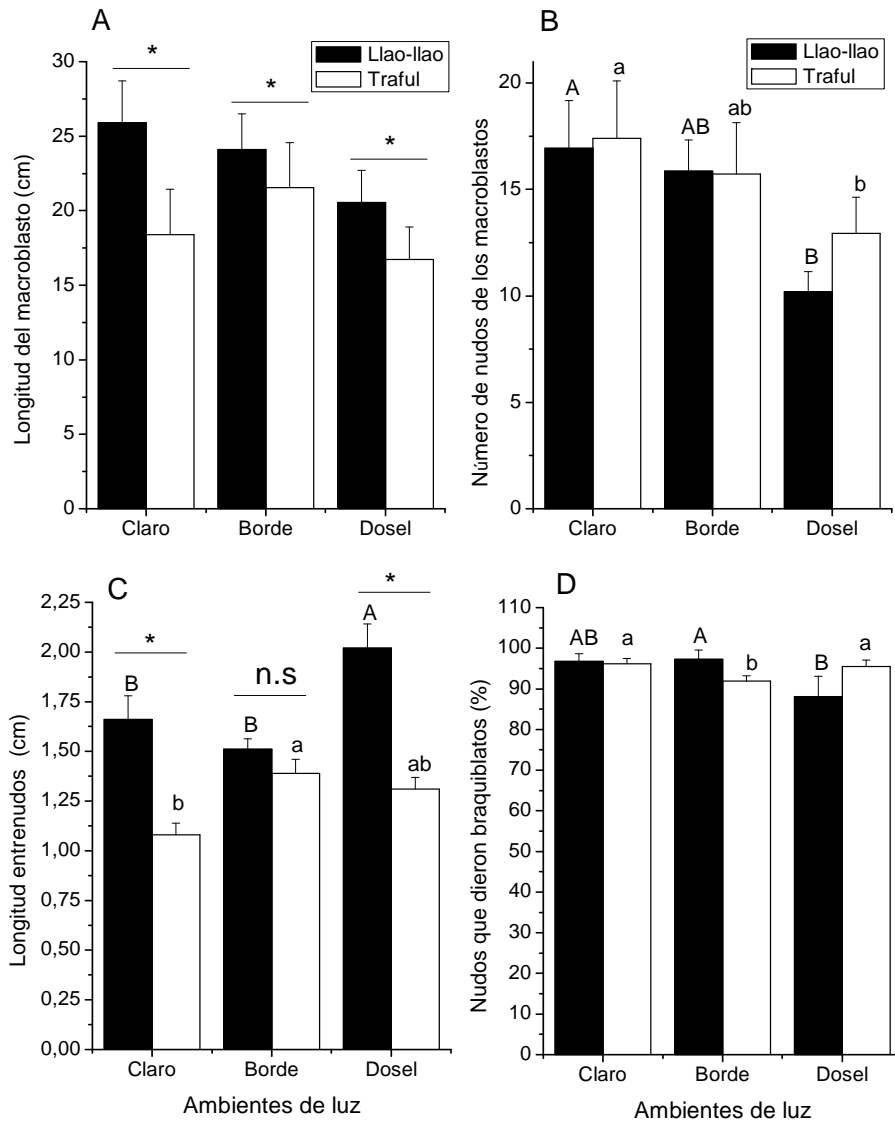 A
Llao-llao
Traful
*
*
*
Longitud del macroblasto (cm)
30
25
20
15
10
5
0
Claro
Borde
Dosel
B
Llao-llao
Traful
A
a
AB
ab
B
b
Número de nudos de los macroblastos
20
15
10
5
0
Claro
Borde
Dosel
C
*
n.s
*
B
b
B
a
A
ab
Longitud entrenudos (cm)
2,25
2,00
1,75
1,50
1,25
1,00
0,75
0,50
0,25
0,00
Claro
Borde
Dosel
Ambientes de luz
D
AB
a
A
b
B
a
Nudos que dieron braquiblatos (%)
110
100
90
80
70
60
50
40
30
20
10
0
Claro
Borde
Dosel
Ambientes de luz